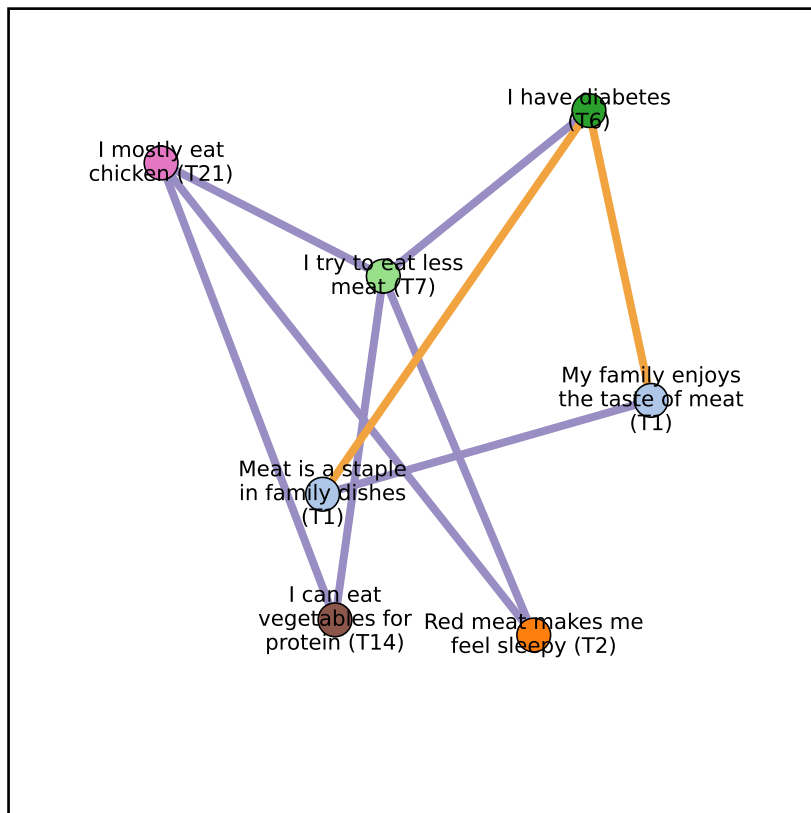 I have diabetes
(T6)
I mostly eat
chicken (T21)
I try to eat less
meat (T7)
My family enjoys
the taste of meat
(T1)
Meat is a staple
in family dishes
(T1)
I can eat
vegetables for
protein (T14)
Red meat makes me
feel sleepy (T2)